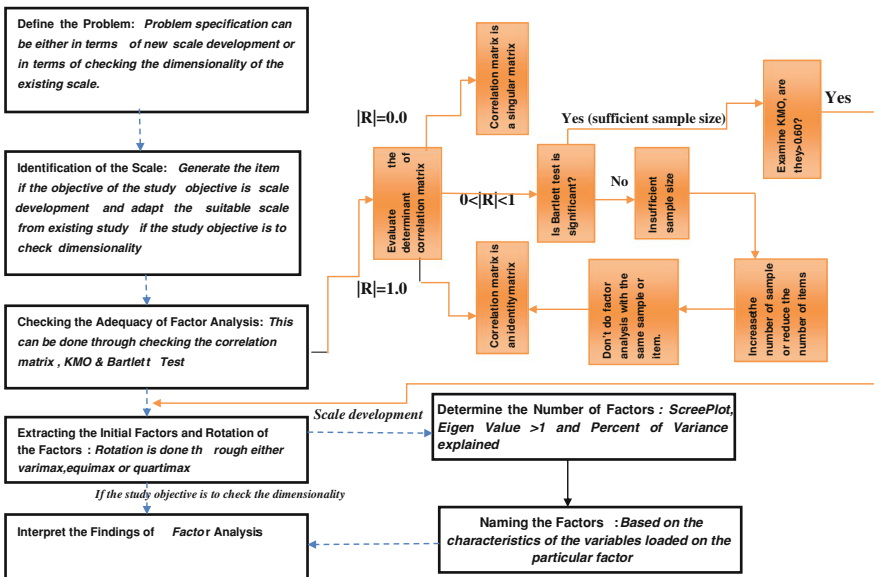 Define the Problem: Problem specification can
be either in terms of new scale development or
in terms of checking the dimensionality of the
existing scale.
Identification of the Scale: Generate the item
if the objective of the study objective is scale
development and adapt the suitable scale
from existing study if the study objective is to
check dimensionality
Checking the Adequacy of Factor Analysis: This
can be done through checking the correlation
matrix , KMO & Bartlett Test
Extracting the Initial Factors and Rotation of
the Factors : Rotation is done th rough either
varimax,equimax or quartimax
If the study objective is to check the dimensionality
Interpret the Findings of Factor Analysis
Evaluate the
determinant of
correlation matrix
|R|=0.0
Correlation matrix is
a singular matrix
0<|R|<1
|R|=1.0
Correlation matrix is
an identity matrix
Is Bartlett test is
significant?
Yes (sufficient sample size)
No
Insufficient
sample size
Examine KMO, are
they>0.60?
Yes
Increasethe
number of sample
or reduce the
number of items
Don't do factor
analysis with the
same sample or
item.
Scale development
Determine the Number of Factors : ScreePlot,
Eigen Value >1 and Percent of Variance
explained
Naming the Factors :Based on the
characteristics of the variables loaded on the
particular factor